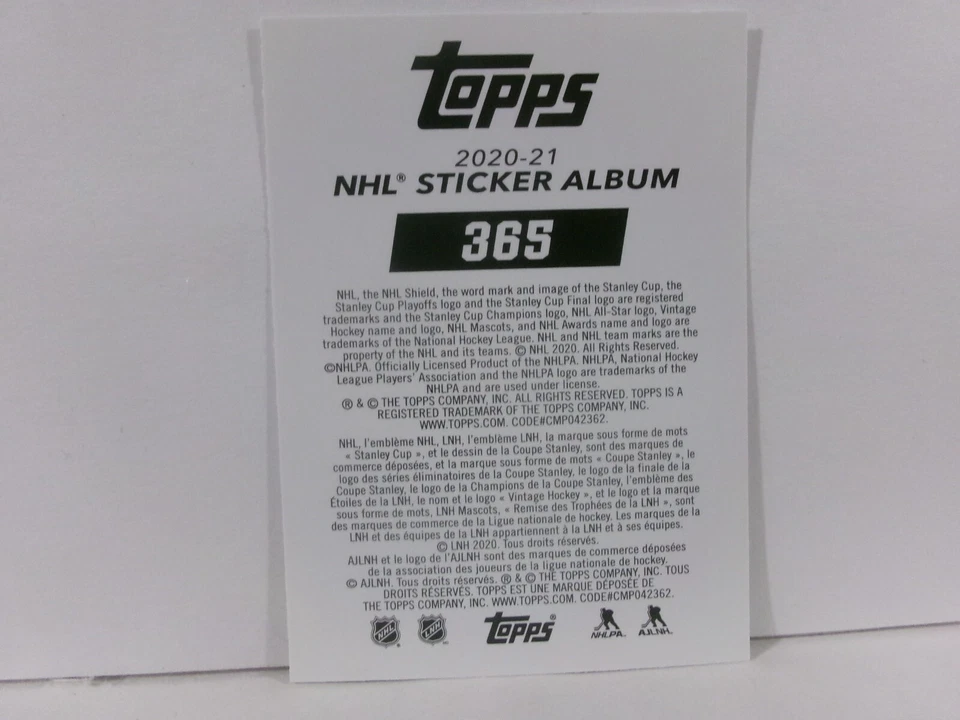 Topps
2020-21
NHL® STICKER ALBUM
365
NHL, the NHL Shield, the word mark and image of the Stanley Cup, the
Stanley Cup Playoffs logo and the Stanley Cup Final logo are registered
trademarks and the Stanley Cup Champions logo, NHL All-Star logo, Vintage
Hockey name and logo, NHL Mascots, and NHL Awards name and logo are
trademarks of the National Hockey League. NHL and NHL team marks are the
property of the NHL and its teams. © NHL 2020. All Rights Reserved.
©NHLPA. Officially Licensed Product of the NHLPA. NHLPA, National Hockey
League Players' Association and the NHLPA logo are trademarks of the
NHLPA and are used under license.
® & © THE TOPPS COMPANY, INC. ALL RIGHTS RESERVED. TOPPS IS A
REGISTERED TRADEMARK OF THE TOPPS COMPANY, INC.
WWW.TOPPS.COM. CODE#CMP042362.
NHL, l'emblème NHL, LNH, l'emblème LNH, la marque sous forme de mots
« Stanley Cup », et le dessin de la Coupe Stanley, sont des marques de
commerce déposées, et la marque sous forme de mots « Coupe Stanley », le
logo des séries éliminatoires de la Coupe Stanley, le logo de la finale de la
Coupe Stanley, le logo de la Champions de la Coupe Stanley, l'emblème des
Étoiles de la LNH, le nom et le logo « Vintage Hockey », et le logo et la marque
sous forme de mots, LNH Mascots, « Remise des Trophées de la LNH », sont
des marques de commerce de la Ligue nationale de hockey. Les marques de la
LNH et des équipes de la LNH appartiennent à la LNH et à ses équipes.
© LNH 2020. Tous droits réservés.
AJLNH et le logo de l'AJLNH sont des marques de commerce déposées
de la association des joueurs de la ligue nationale de hockey.
© AJLNH. Tous droits réservés. ® & © THE TOPPS COMPANY, INC. TOUS
DROITS RÉSERVÉS. TOPPS EST UNE MARQUE DÉPOSÉE DE
THE TOPPS COMPANY, INC. WWW.TOPPS.COM. CODE#CMP042362.
NHL LNH Topps® NHLPA. AJLNH.